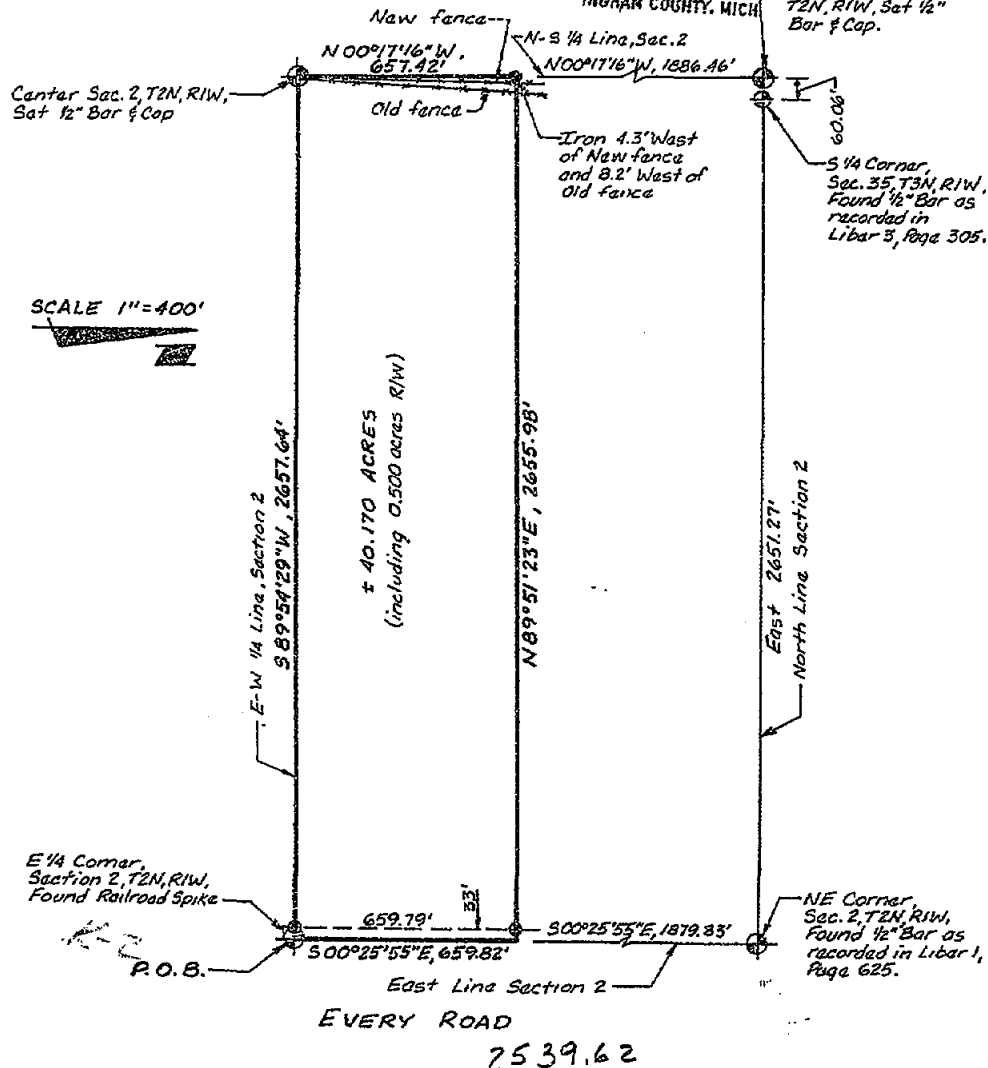 INGHAM COUNTY, MICH
T2N, R1W, Set 1/2"
Bar & Cap.
New fence
N 00°17'16" W,
657.42'
N-S 1/4 Line, Sec. 2
N00°17'16"W, 1886.46'
Center Sec. 2, T2N, R1W,
Set 1/2" Bar & Cap
Old fence
Iron 4.3' West
of New fence
and 8.2' West of
Old fence
60.06'
S 1/4 Corner,
Sec. 35, T3N, R1W,
Found 1/2" Bar as
recorded in
Libar 3, Page 305.
SCALE 1"=400'
± 40.170 ACRES
(including 0.500 acres R/W)
E-W 1/4 Line, Section 2
S 89°54'29"W, 2657.64'
N 89°51'23"E, 2655.98'
East 2651.27'
North Line Section 2
E 1/4 Corner,
Section 2, T2N, R1W,
Found Railroad Spike
K-2
P.O.B.
659.79'
33'
S 00°25'55"E, 659.82'
S00°25'55"E, 1879.83'
East Line Section 2
NE Corner,
Sec. 2, T2N, R1W,
Found 1/2" Bar as
recorded in Libar 1,
Page 625.
EVERY ROAD
2539.62